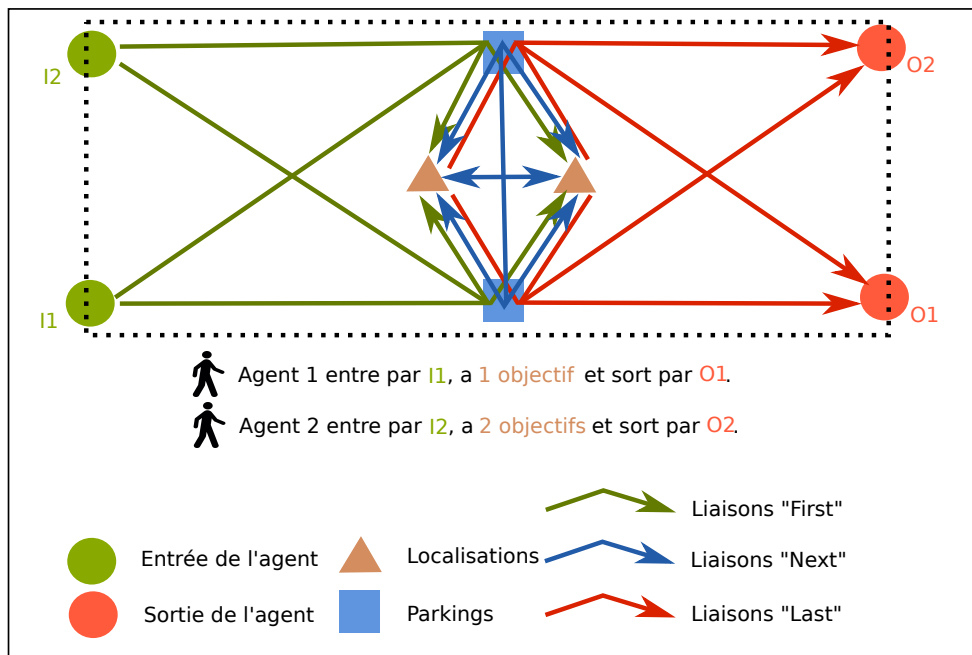 I2
O2
I1
O1
Agent 1 entre par I1, a 1 objectif et sort par O1.
Agent 2 entre par I2, a 2 objectifs et sort par O2.
Liaisons "First"
Entrée de l'agent
Localisations
Liaisons "Next"
Sortie de l'agent
Parkings
Liaisons "Last"